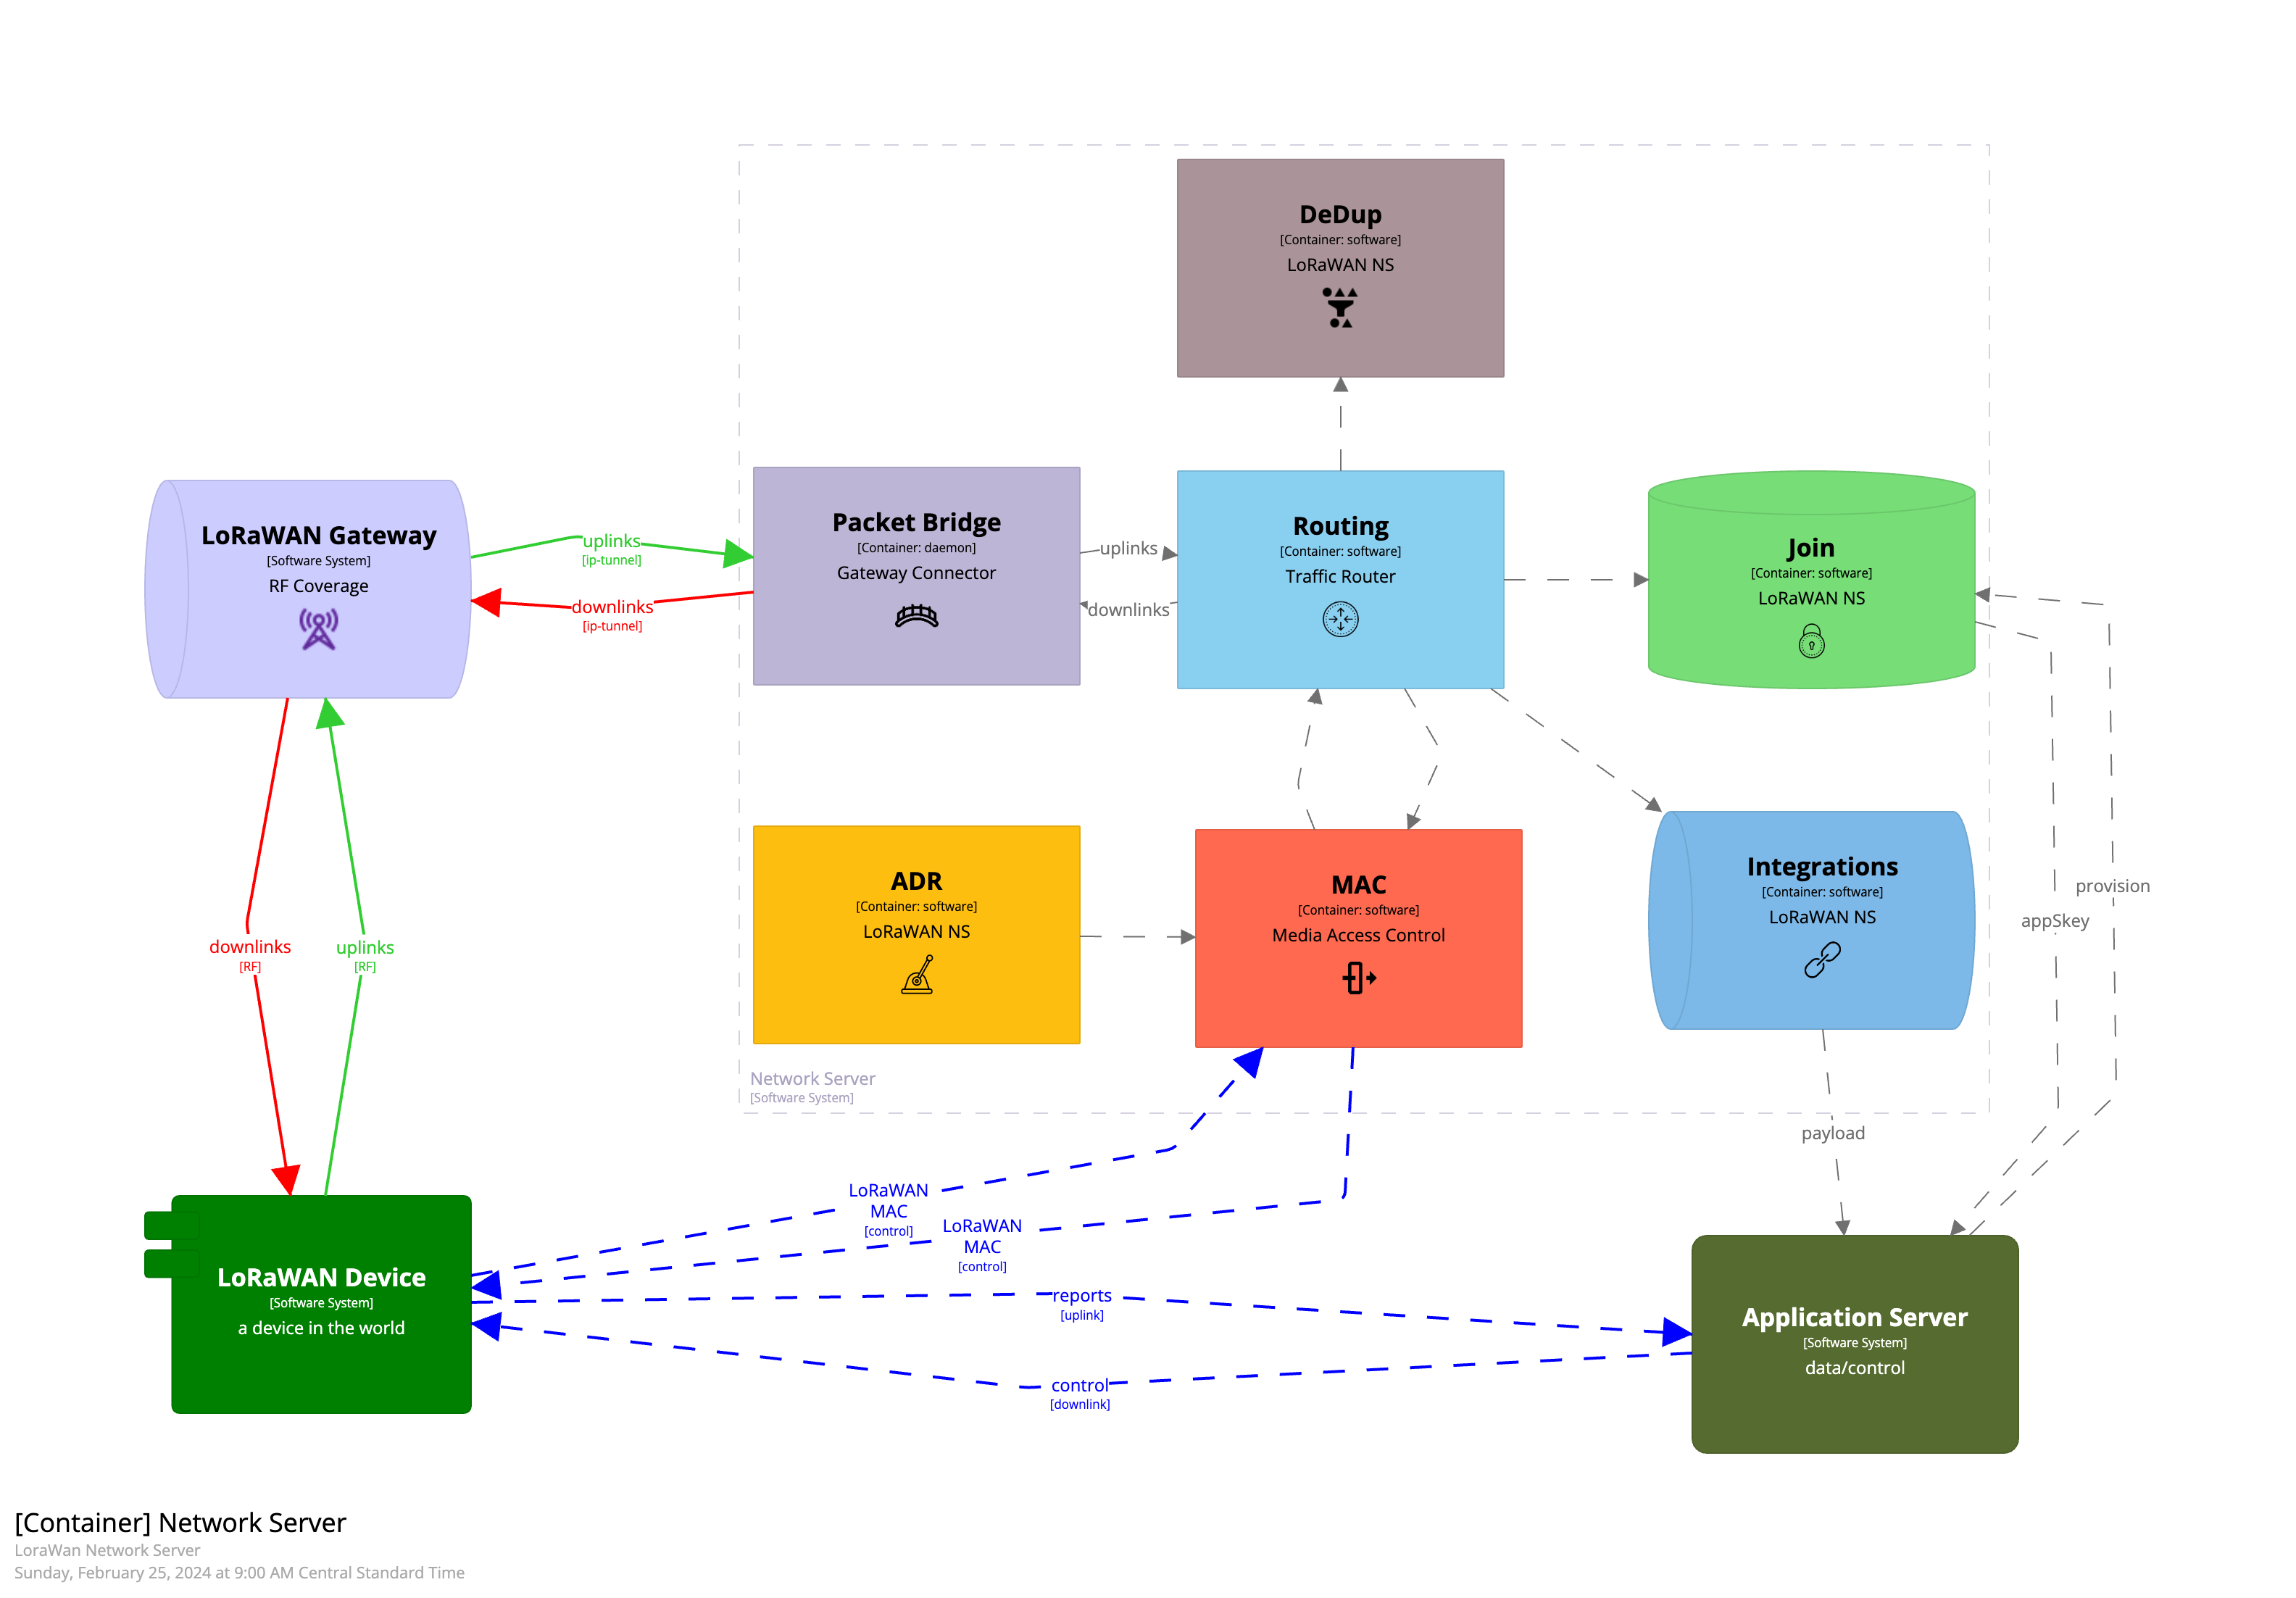 DeDup
[Container: software]
LoRaWAN NS
LoRaWAN Gateway
[Software System]
RF Coverage
uplinks
[ip-tunnel]
downlinks
[ip-tunnel]
Packet Bridge
[Container: daemon]
Gateway Connector
uplinks
downlinks
Routing
[Container: software]
Traffic Router
Join
[Container: software]
LoRaWAN NS
downlinks
[RF]
uplinks
[RF]
ADR
[Container: software]
LoRaWAN NS
MAC
[Container: software]
Media Access Control
Integrations
[Container: software]
LoRaWAN NS
provision
appSkey
Network Server
[Software System]
payload
LoRaWAN
MAC
[control]
LoRaWAN
MAC
[control]
LoRaWAN Device
[Software System]
a device in the world
reports
[uplink]
control
[downlink]
Application Server
[Software System]
data/control
[Container] Network Server
LoraWan Network Server
Sunday, February 25, 2024 at 9:00 AM Central Standard Time